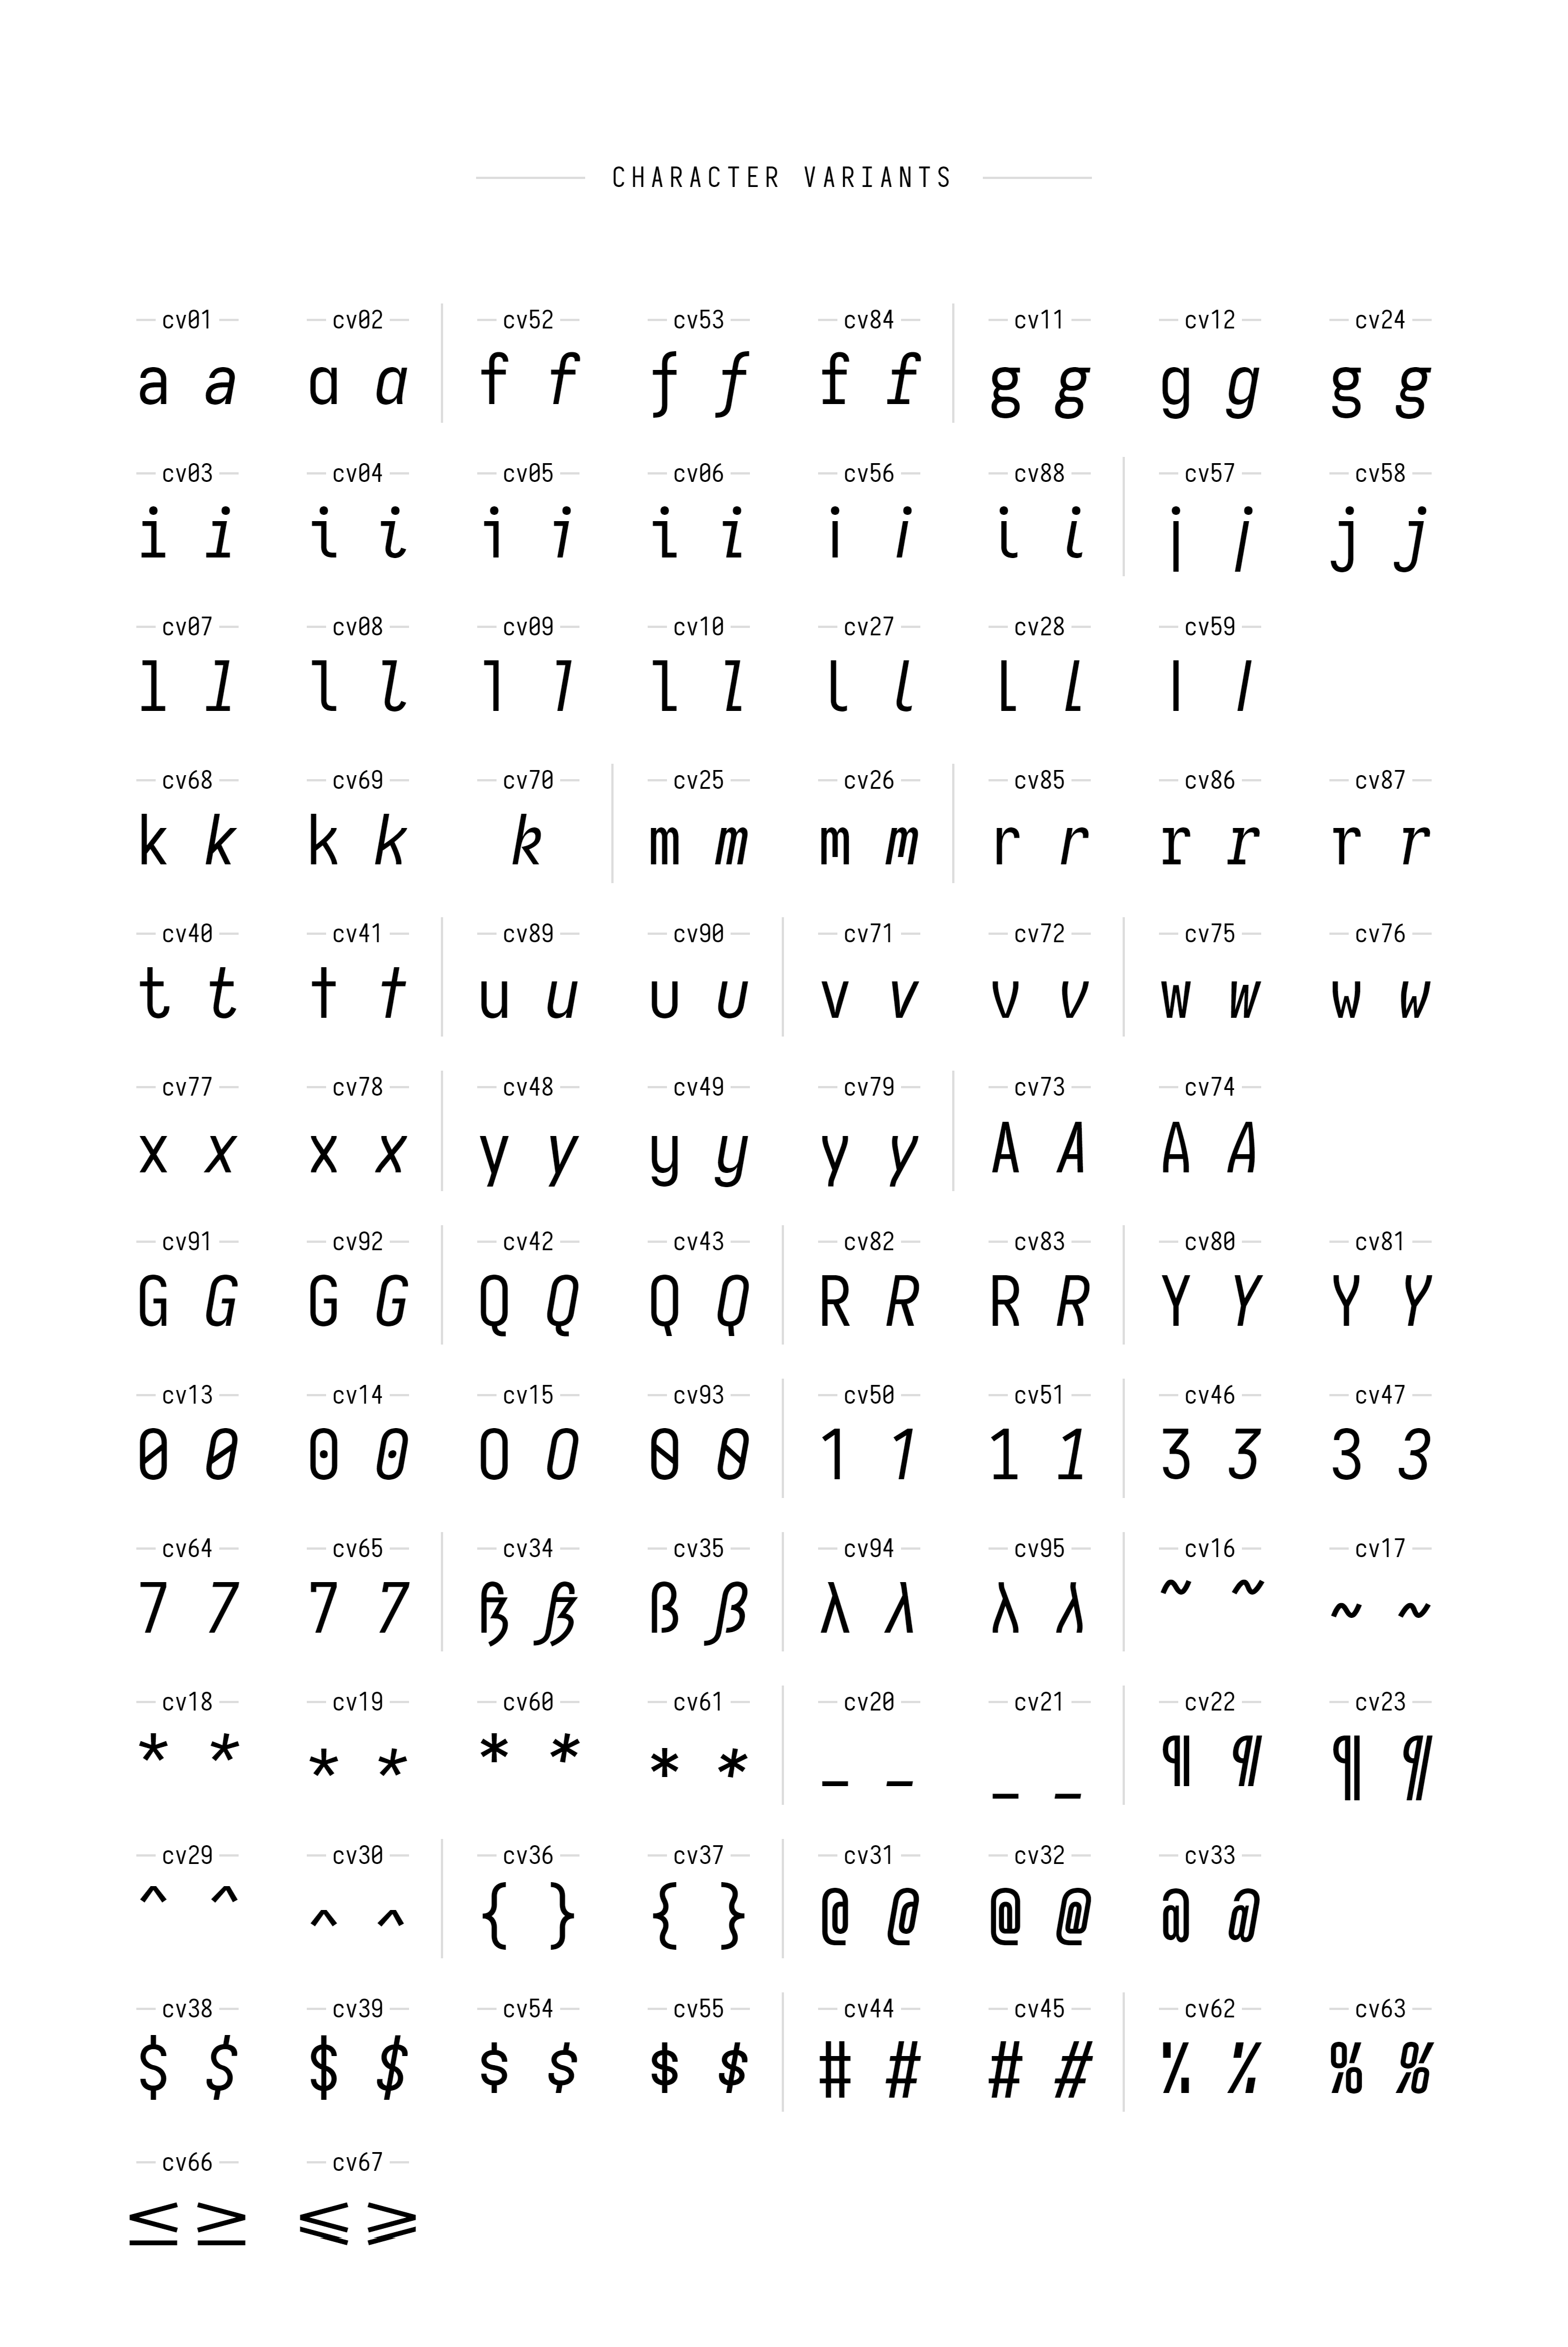 CHARACTER VARIANTS
cv01 cv02 cv52 cv53 cv84 cv11 cv12 cv24
a a a a f f f f f f g g g g g g
cv03 cv04 cv05 cv06 cv56 cv88 cv57 cv58
i i i i i i i i i i i i j j j j
cv07 cv08 cv09 cv10 cv27 cv28 cv59
l l l l l l l l l l l l l l
cv68 cv69 cv70 cv25 cv26 cv85 cv86 cv87
k k k k k m m m m r r r r r r
cv40 cv41 cv89 cv90 cv71 cv72 cv75 cv76
t t t t u u u u v v v v w w w w
cv77 cv78 cv48 cv49 cv79 cv73 cv74
x x x x y y y y y y A A A A
cv91 cv92 cv42 cv43 cv82 cv83 cv80 cv81
G G G G Q Q Q Q R R R R Y Y Y Y
cv13 cv14 cv15 cv93 cv50 cv51 cv46 cv47
0 0 0 0 0 0 0 0 1 1 1 1 3 3 3 3
cv64 cv65 cv34 cv35 cv94 cv95 cv16 cv17
7 7 7 7 ß ß ß ß λ λ λ λ ~ ~ ~ ~
cv18 cv19 cv60 cv61 cv20 cv21 cv22 cv23
* * * * * * * * _ _ _ _ ¶ ¶ ¶ ¶
cv29 cv30 cv36 cv37 cv31 cv32 cv33
^ ^ ^ ^ { } { } @ @ @ @ @ @
cv38 cv39 cv54 cv55 cv44 cv45 cv62 cv63
$ $ $ $ $ $ $ $ # # # # % % % %
cv66 cv67
≤ ≥ ⩽ ⩾